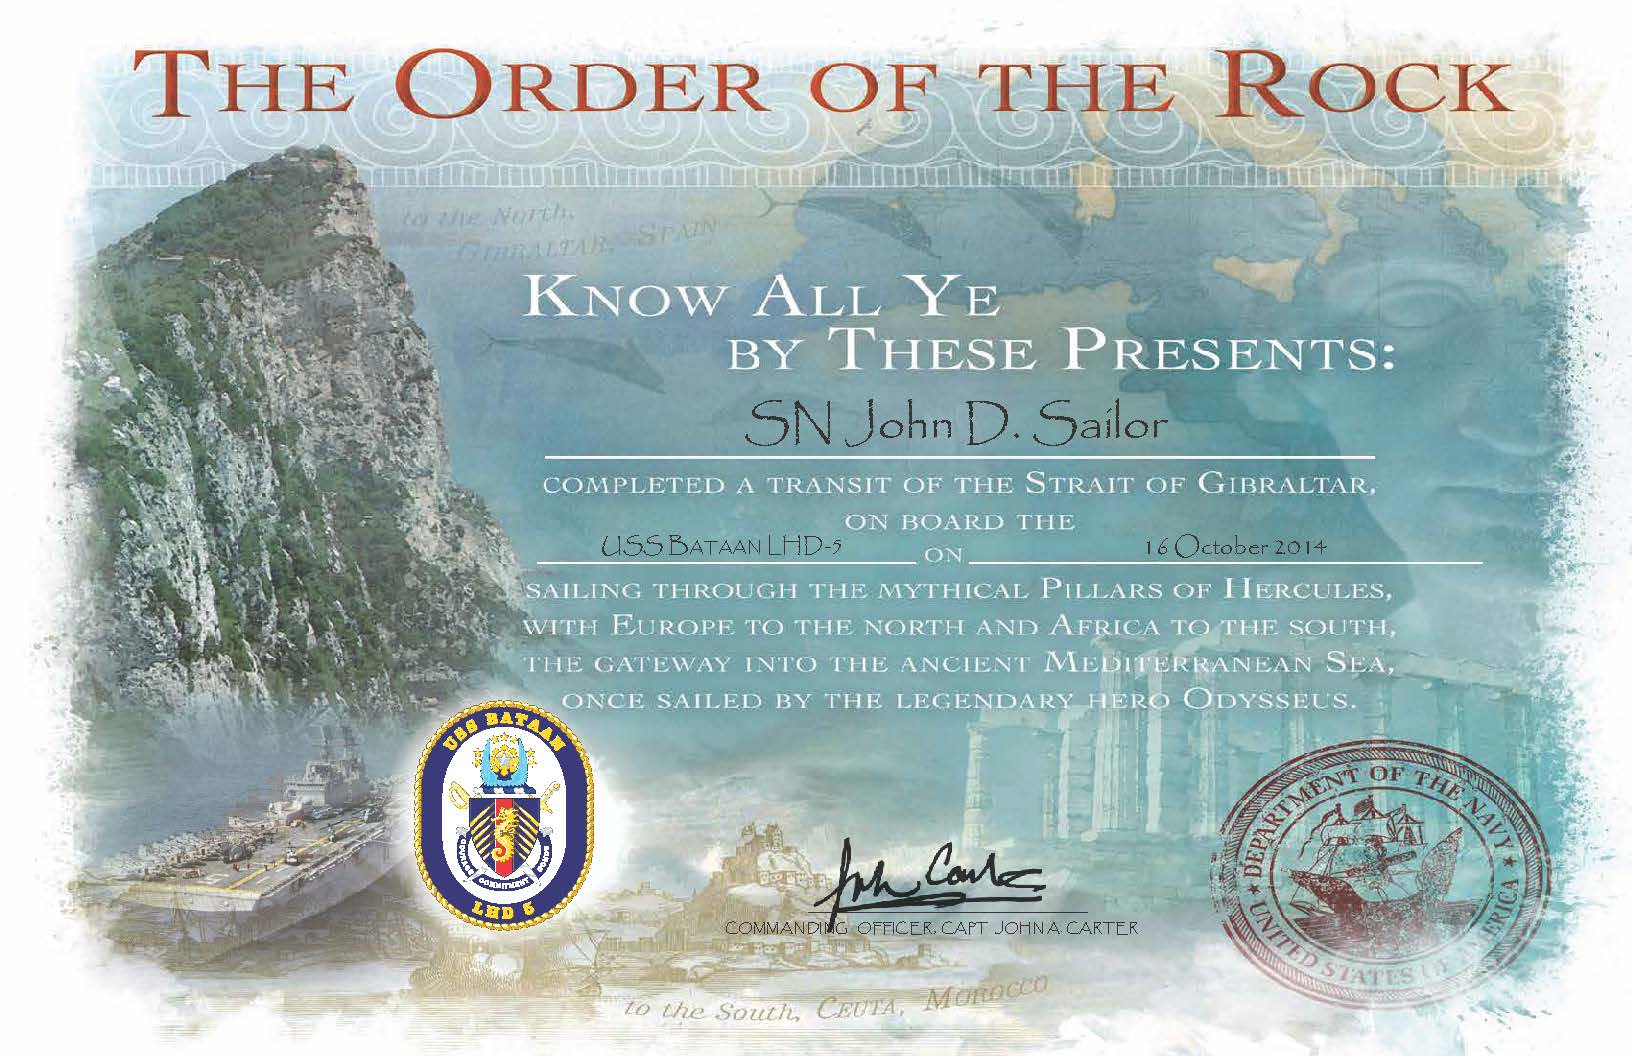 THE ORDER OF THE ROCK
to the North,
GIBRALTAR, SPAIN
KNOW ALL YE
BY THESE PRESENTS:
SN John D. Sailor
COMPLETED A TRANSIT OF THE STRAIT OF GIBRALTAR,
ON BOARD THE
USS BATAAN LHD-5 ON 16 October 2014
SAILING THROUGH THE MYTHICAL PILLARS OF HERCULES,
WITH EUROPE TO THE NORTH AND AFRICA TO THE SOUTH,
THE GATEWAY INTO THE ANCIENT MEDITERRANEAN SEA,
ONCE SAILED BY THE LEGENDARY HERO ODYSSEUS.
USS BATAAN
COURAGE COMMITMENT HONOR
LHD 5
John Carter
COMMANDING OFFICER, CAPT JOHN A. CARTER
DEPARTMENT OF THE NAVY
UNITED STATES OF AMERICA
to the South, CEUTA, MOROCCO